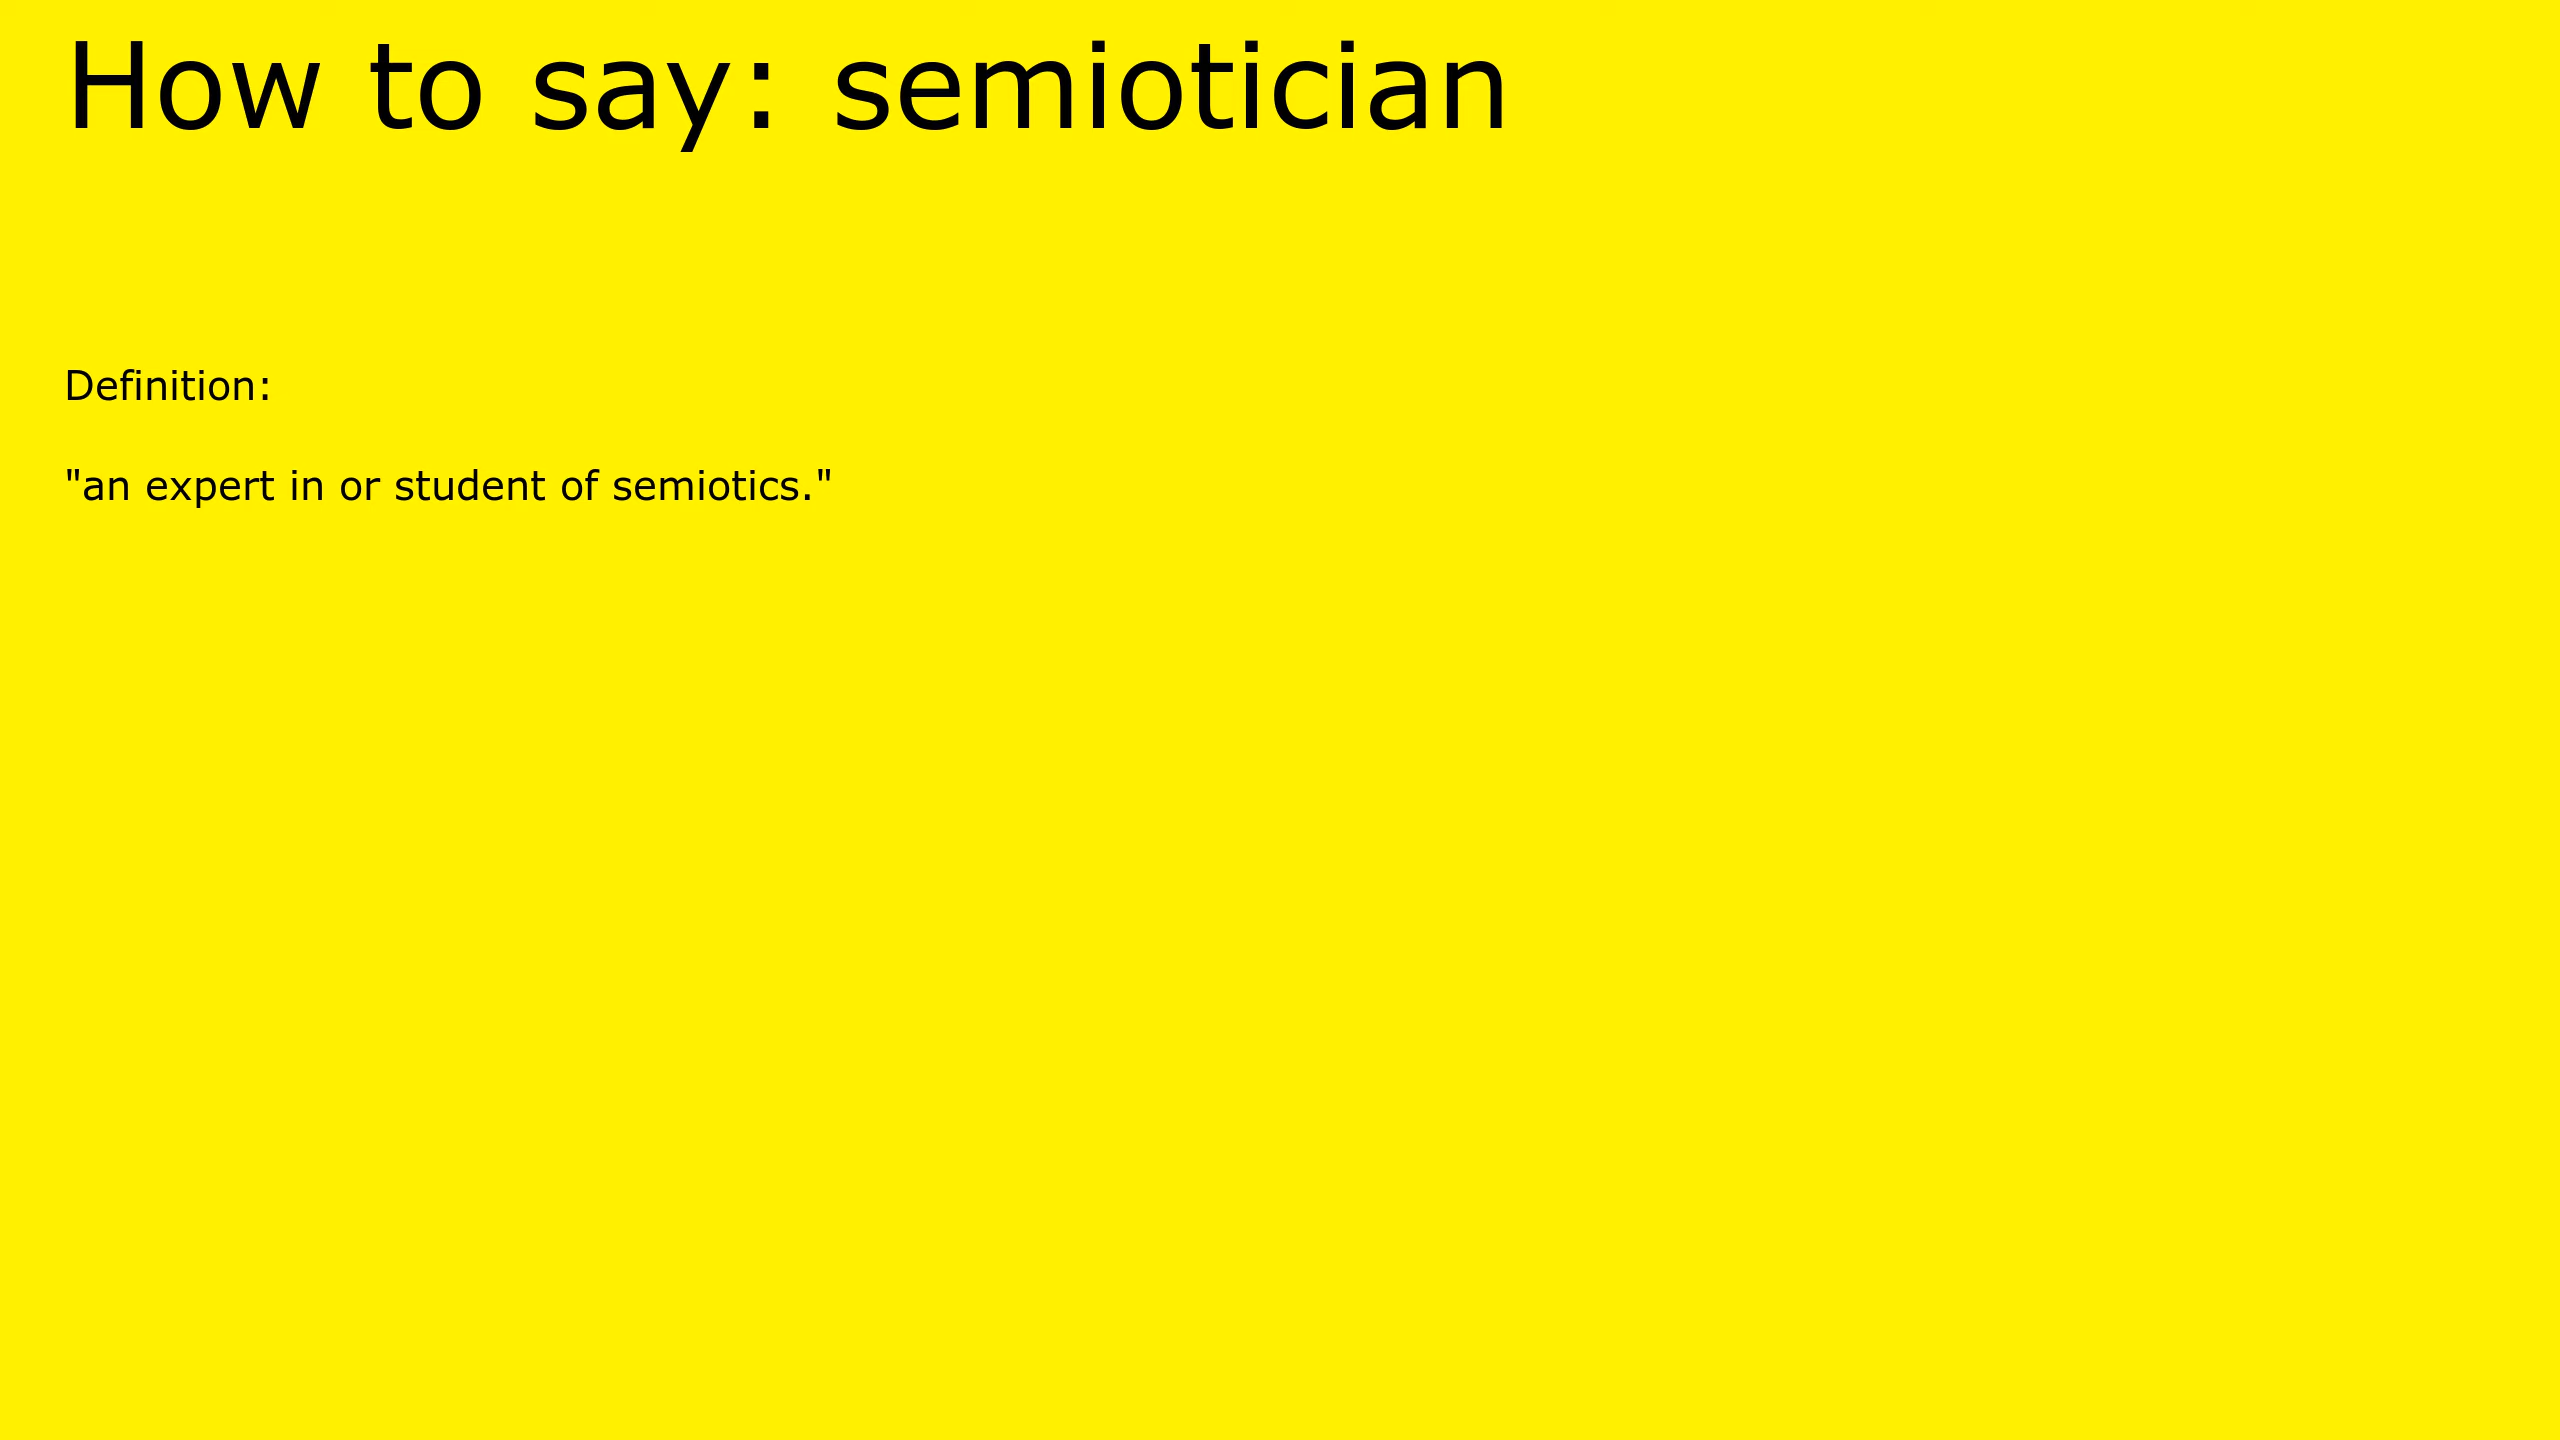 How to say: semiotician
Definition:
"an expert in or student of semiotics."